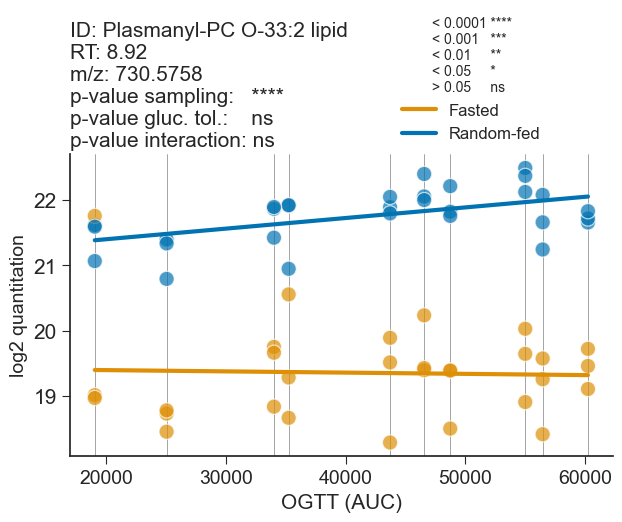 ID: Plasmanyl-PC O-33:2 lipid
RT: 8.92
m/z: 730.5758
p-value sampling: ****
p-value gluc. tol.: ns
p-value interaction: ns
< 0.0001 ****
< 0.001 ***
< 0.01 **
< 0.05 *
> 0.05 ns
Fasted
Random-fed
22
21
20
19
log2 quantitation
20000 30000 40000 50000 60000
OGTT (AUC)